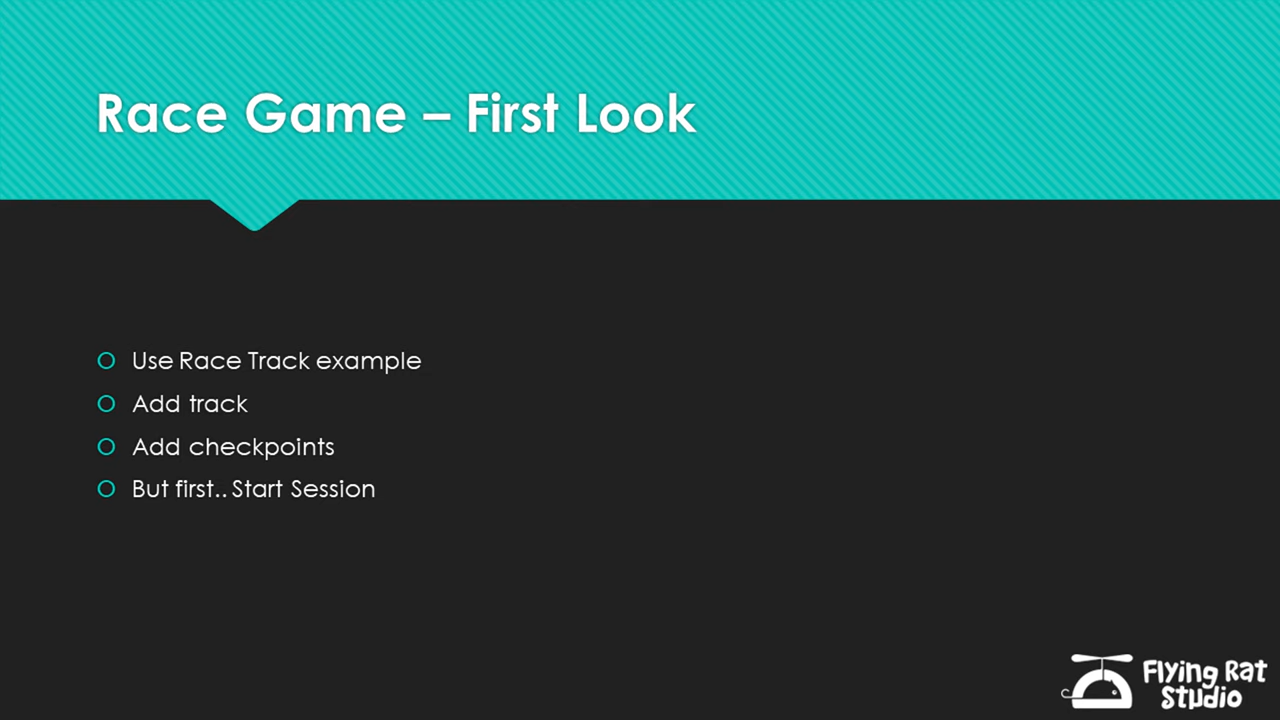 Race Game – First Look
Use Race Track example
Add track
Add checkpoints
But first.. Start Session
Flying Rat
Studio